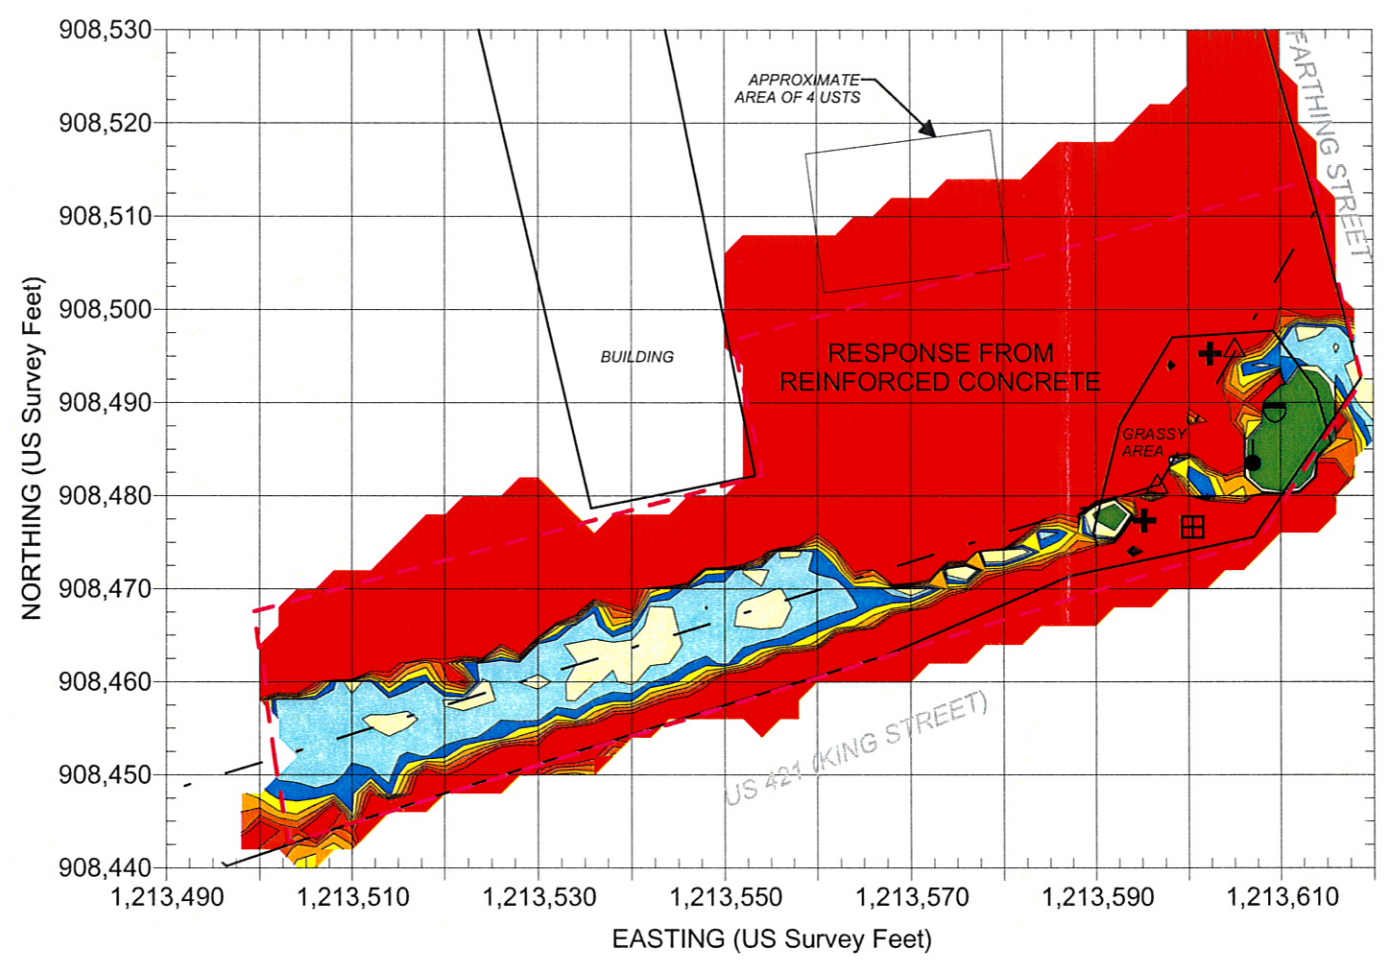 908,530
908,520
908,510
908,500
908,490
908,480
908,470
908,460
908,450
908,440
NORTHING (US Survey Feet)
APPROXIMATE
AREA OF 4 USTS
FARTHING STREET
BUILDING
RESPONSE FROM
REINFORCED CONCRETE
GRASSY
AREA
US 421 (KING STREET)
1,213,490
1,213,510
1,213,530
1,213,550
1,213,570
1,213,590
1,213,610
EASTING (US Survey Feet)